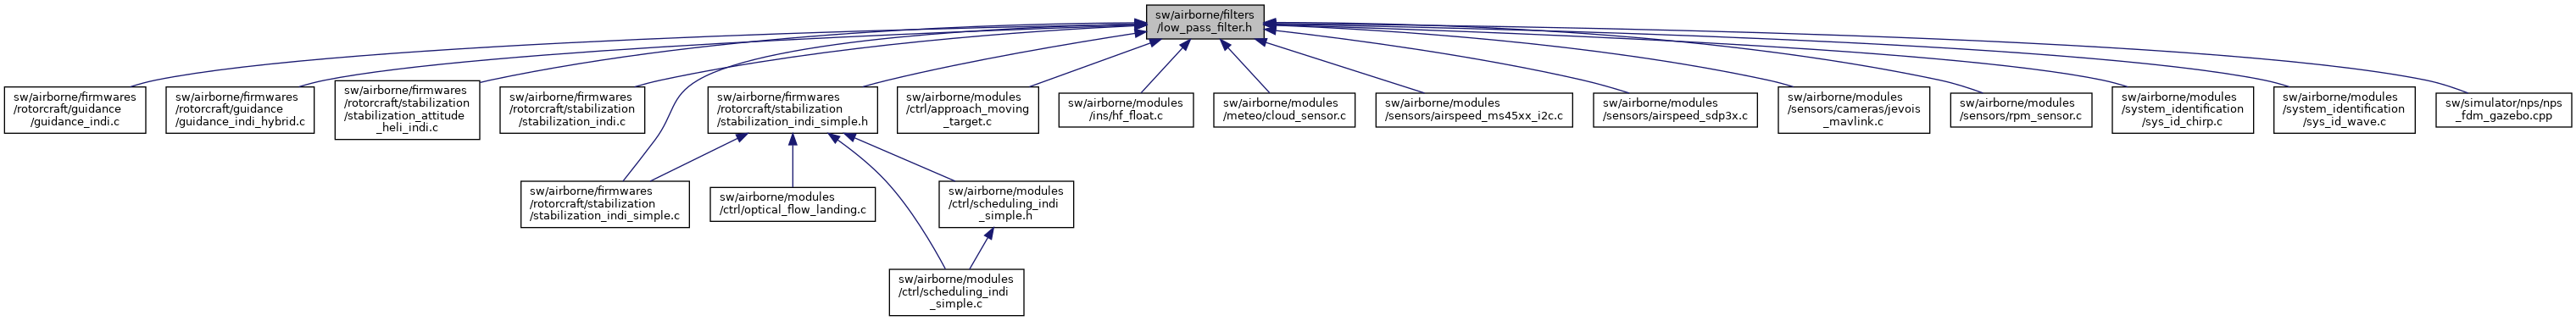 sw/airborne/filters
/low_pass_filter.h
sw/airborne/firmwares
/rotorcraft/guidance
/guidance_indi.c
sw/airborne/firmwares
/rotorcraft/guidance
/guidance_indi_hybrid.c
sw/airborne/firmwares
/rotorcraft/stabilization
/stabilization_attitude
_heli_indi.c
sw/airborne/firmwares
/rotorcraft/stabilization
/stabilization_indi.c
sw/airborne/firmwares
/rotorcraft/stabilization
/stabilization_indi_simple.h
sw/airborne/modules
/ctrl/approach_moving
_target.c
sw/airborne/modules
/ins/hf_float.c
sw/airborne/modules
/meteo/cloud_sensor.c
sw/airborne/modules
/sensors/airspeed_ms45xx_i2c.c
sw/airborne/modules
/sensors/airspeed_sdp3x.c
sw/airborne/modules
/sensors/cameras/jevois
_mavlink.c
sw/airborne/modules
/sensors/rpm_sensor.c
sw/airborne/modules
/system_identification
/sys_id_chirp.c
sw/airborne/modules
/system_identification
/sys_id_wave.c
sw/simulator/nps/nps
_fdm_gazebo.cpp
sw/airborne/firmwares
/rotorcraft/stabilization
/stabilization_indi_simple.c
sw/airborne/modules
/ctrl/optical_flow_landing.c
sw/airborne/modules
/ctrl/scheduling_indi
_simple.h
sw/airborne/modules
/ctrl/scheduling_indi
_simple.c